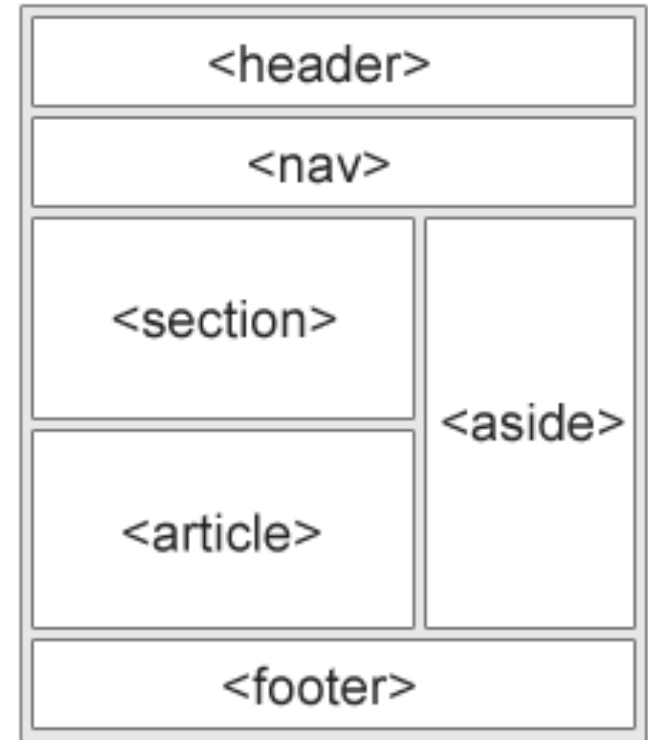 <header>
<nav>
<section>
<aside>
<article>
<footer>